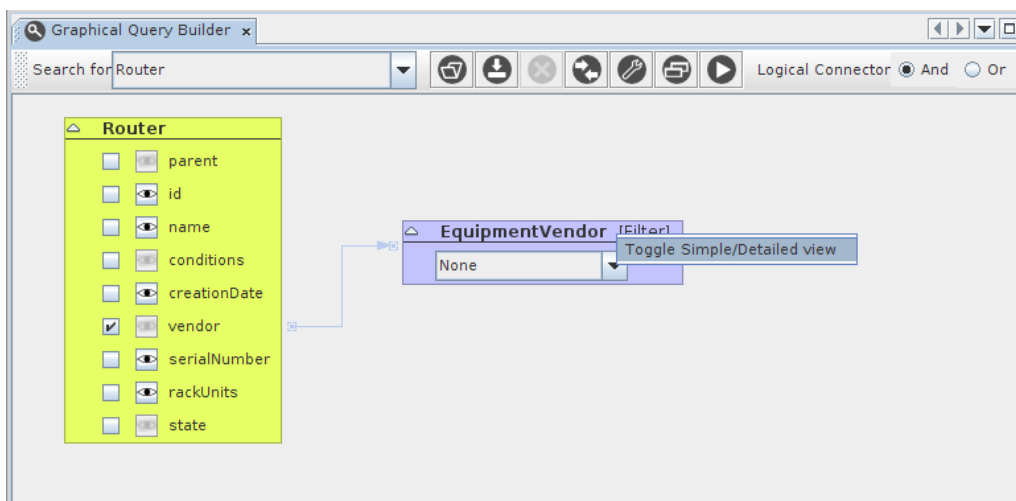 Graphical Query Builder x
Search for Router Logical Connector And Or
Router
parent
id
name
conditions
creationDate
vendor
serialNumber
rackUnits
state
EquipmentVendor [Filter]
Toggle Simple/Detailed view
None